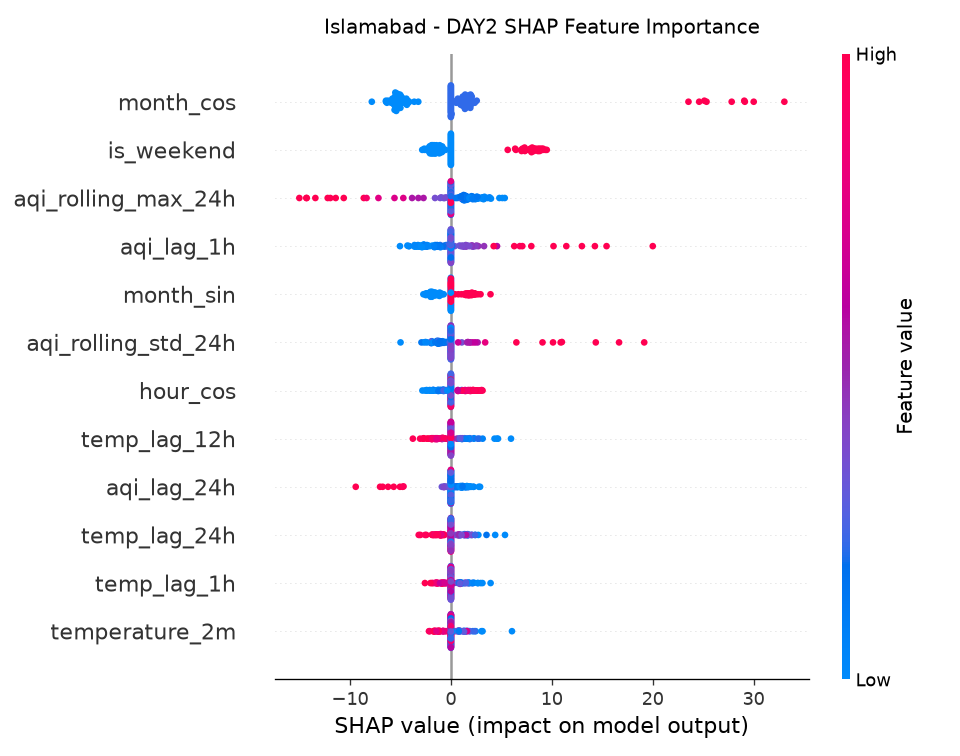 Islamabad - DAY2 SHAP Feature Importance
High
month_cos
is_weekend
aqi_rolling_max_24h
aqi_lag_1h
month_sin
aqi_rolling_std_24h
hour_cos
temp_lag_12h
aqi_lag_24h
temp_lag_24h
temp_lag_1h
temperature_2m
Feature value
Low
−10 0 10 20 30
SHAP value (impact on model output)